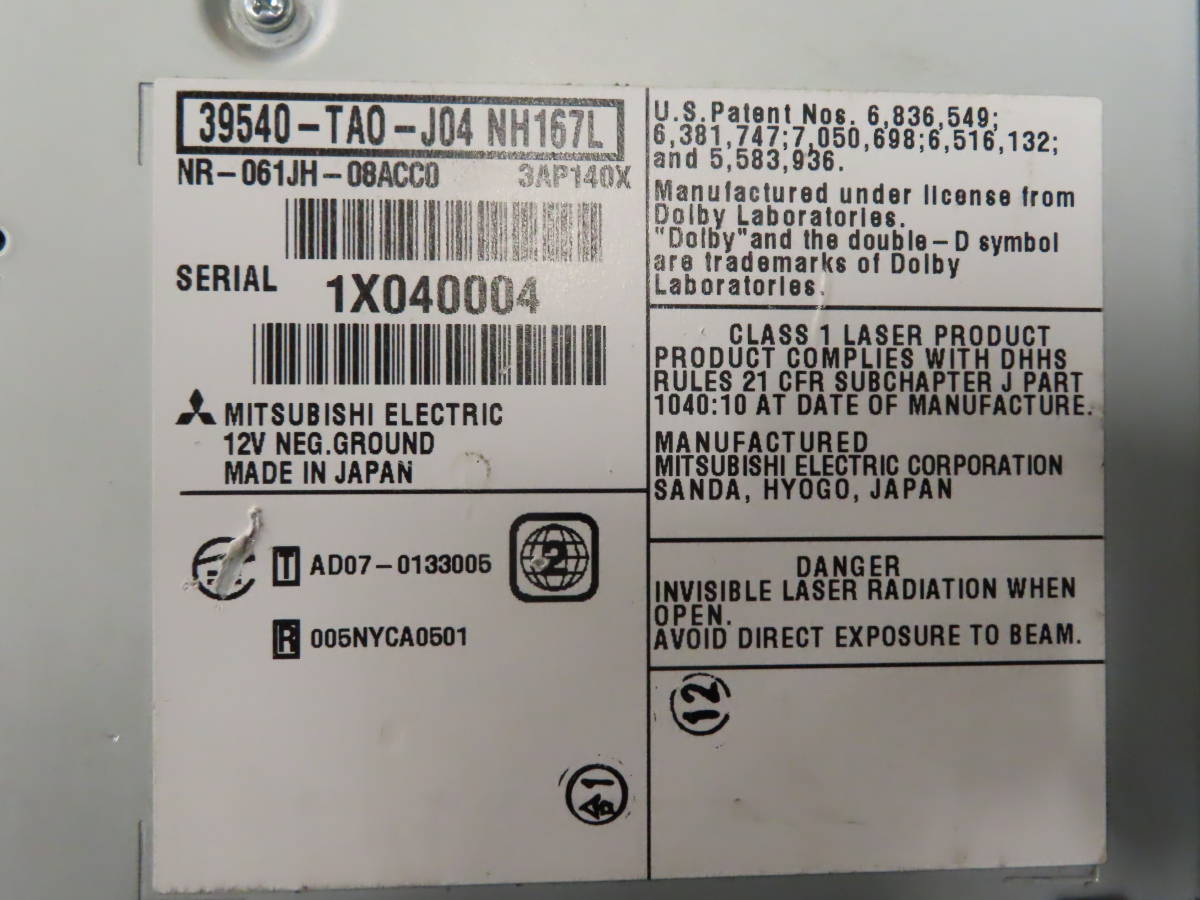 39540-TA0-J04 NH167L
NR-061JH-08ACC0 3AP140X
SERIAL 1X040004
MITSUBISHI ELECTRIC
12V NEG.GROUND
MADE IN JAPAN
T AD07-0133005
2
R 005NYCA0501
1
U.S.Patent Nos. 6,836,549;
6,381,747;7,050,698;6,516,132;
and 5,583,936.
Manufactured under license from
Dolby Laboratories.
"Dolby"and the double-D symbol
are trademarks of Dolby
Laboratories.
CLASS 1 LASER PRODUCT
PRODUCT COMPLIES WITH DHHS
RULES 21 CFR SUBCHAPTER J PART
1040:10 AT DATE OF MANUFACTURE.
MANUFACTURED
MITSUBISHI ELECTRIC CORPORATION
SANDA, HYOGO, JAPAN
DANGER
INVISIBLE LASER RADIATION WHEN
OPEN.
AVOID DIRECT EXPOSURE TO BEAM.
12